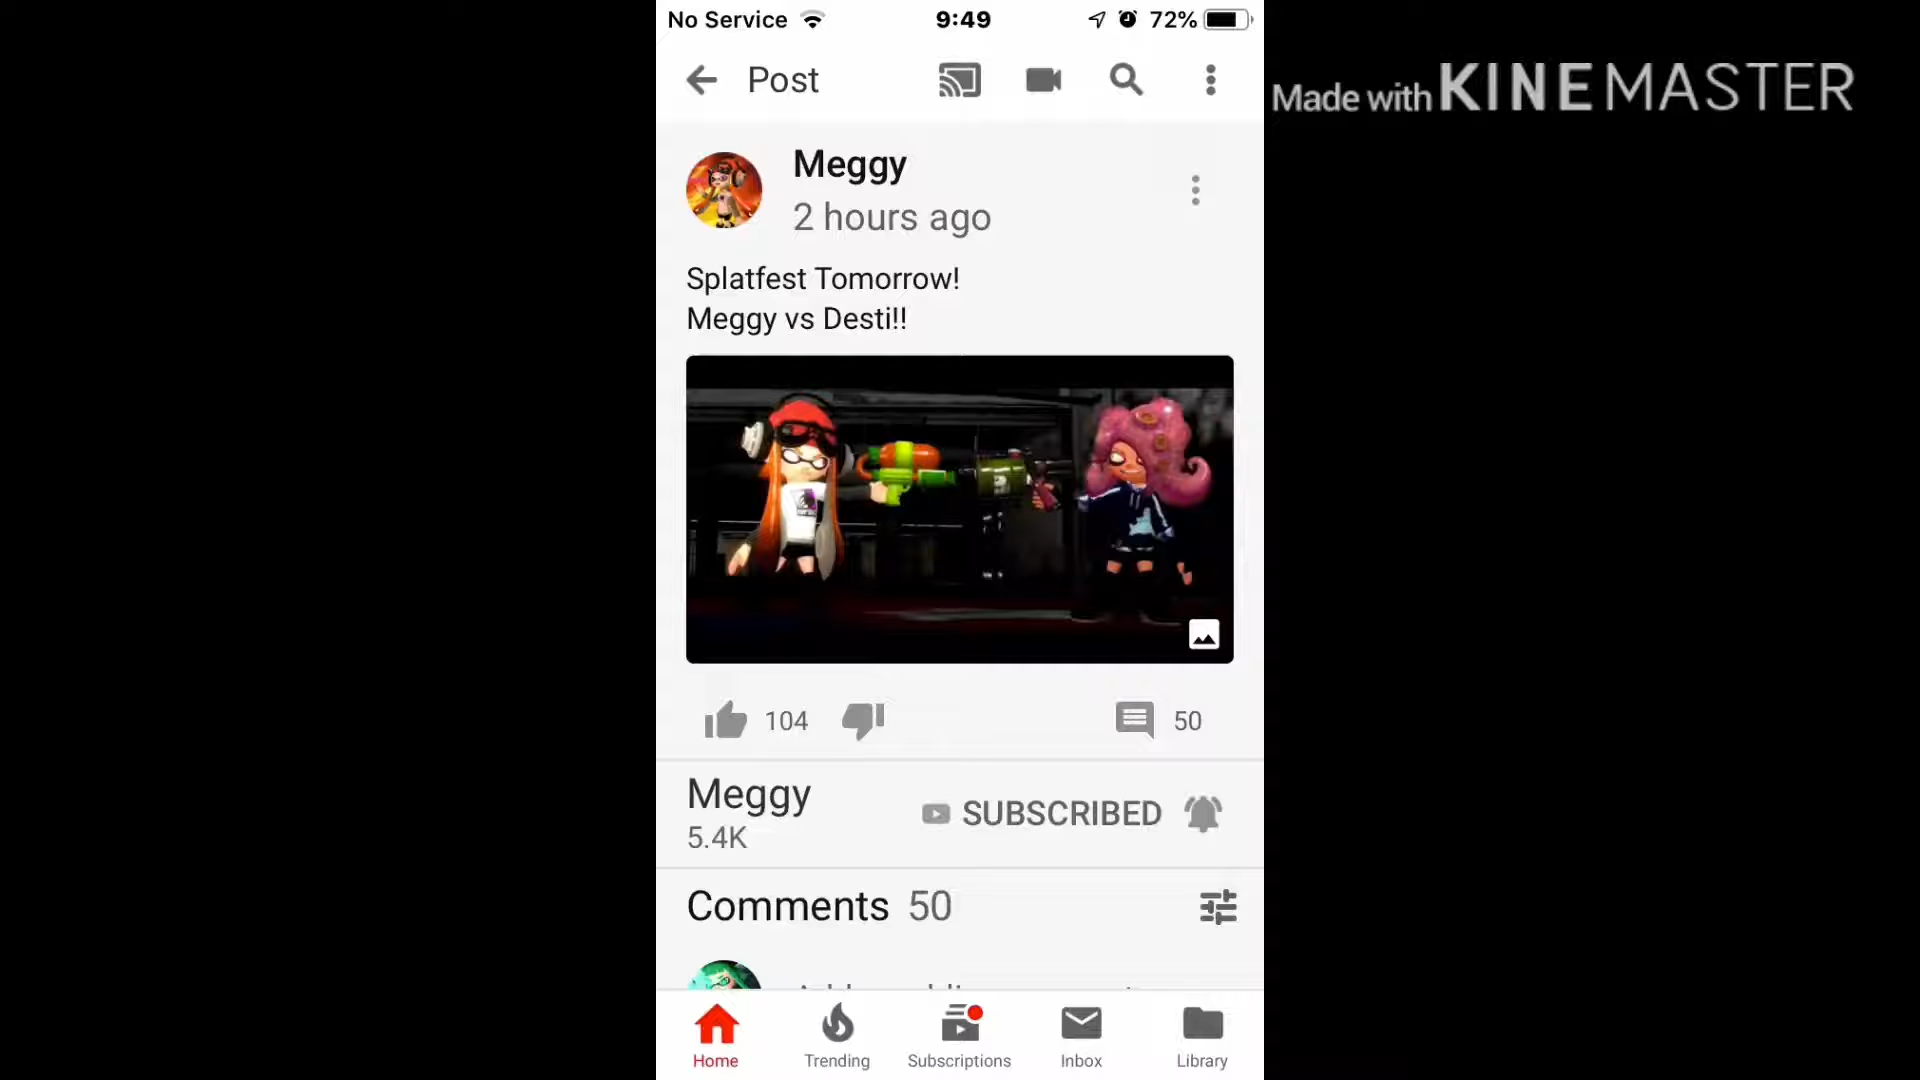 No Service 9:49 72%
Post
Made with KINEMASTER
Meggy
2 hours ago
Splatfest Tomorrow!
Meggy vs Desti!!
104 50
Meggy
5.4K
SUBSCRIBED
Comments 50
Home Trending Subscriptions Inbox Library